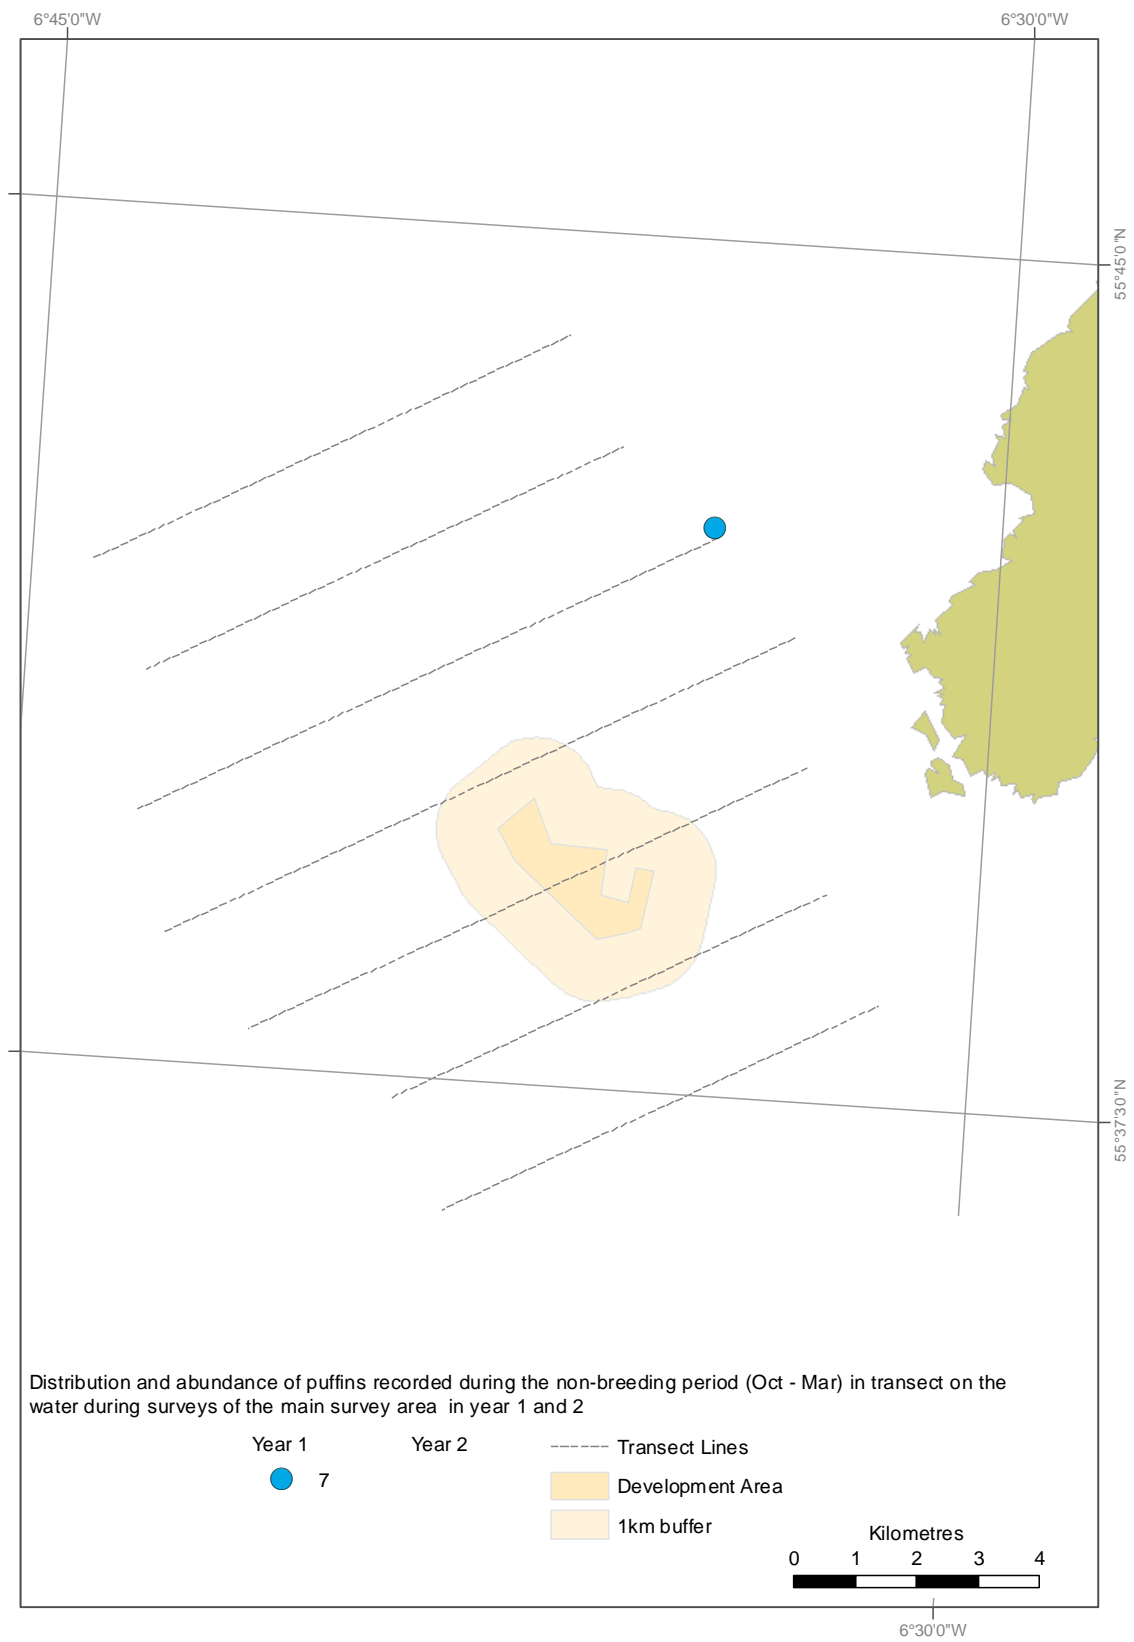 6°45'0"W
6°30'0"W
55°45'0"N
55°37'30"N
Distribution and abundance of puffins recorded during the non-breeding period (Oct - Mar) in transect on the
water during surveys of the main survey area in year 1 and 2
Year 1
Year 2
7
Transect Lines
Development Area
1km buffer
Kilometres
0 1 2 3 4
6°30'0"W